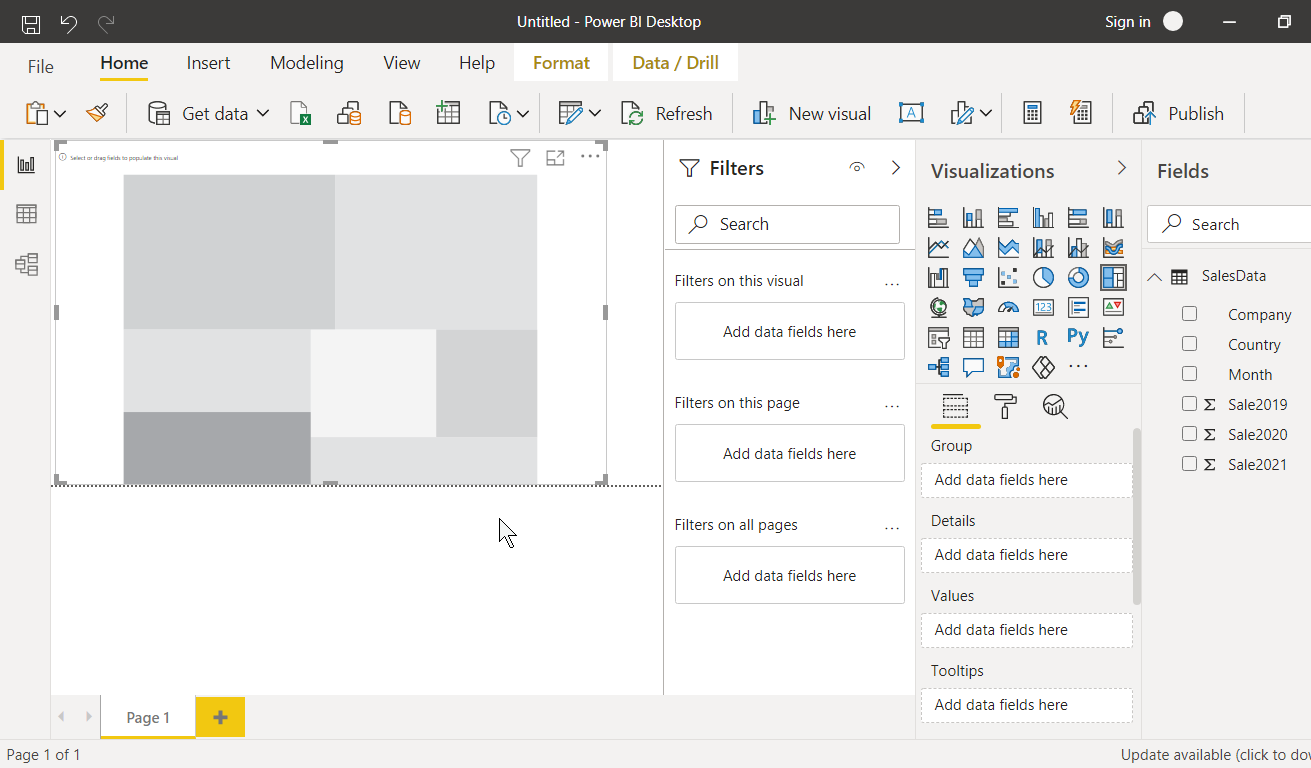 Untitled - Power BI Desktop
Sign in
File
Home
Insert
Modeling
View
Help
Format
Data / Drill
Get data
Refresh
New visual
Publish
Select or drag fields to populate this visual
Filters
Search
Filters on this visual
...
Add data fields here
Filters on this page
...
Add data fields here
Filters on all pages
...
Add data fields here
Visualizations
123
R
Py
...
Group
Add data fields here
Details
Add data fields here
Values
Add data fields here
Tooltips
Add data fields here
Fields
Search
SalesData
Company
Country
Month
Σ Sale2019
Σ Sale2020
Σ Sale2021
Page 1
Page 1 of 1
Update available (click to dow